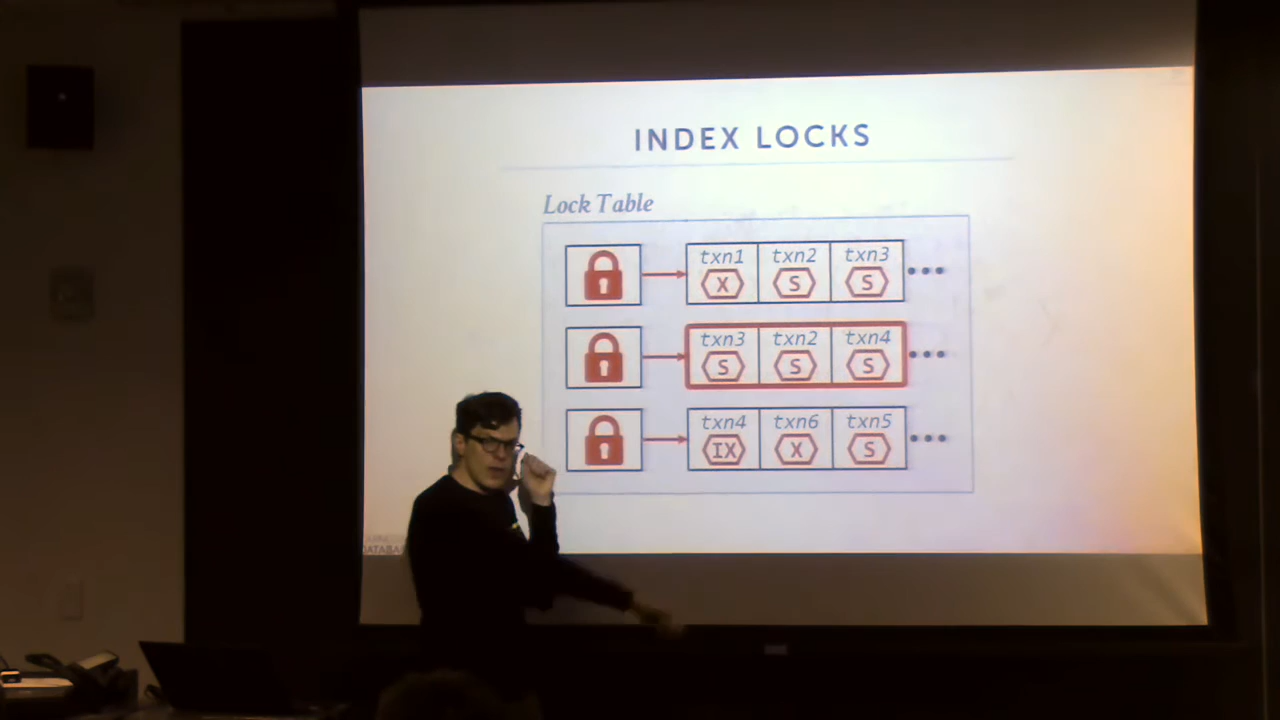 INDEX LOCKS
Lock Table
txn1 txn2 txn3
X S S
txn3 txn2 txn4
S S S
txn4 txn6 txn5
IX X S